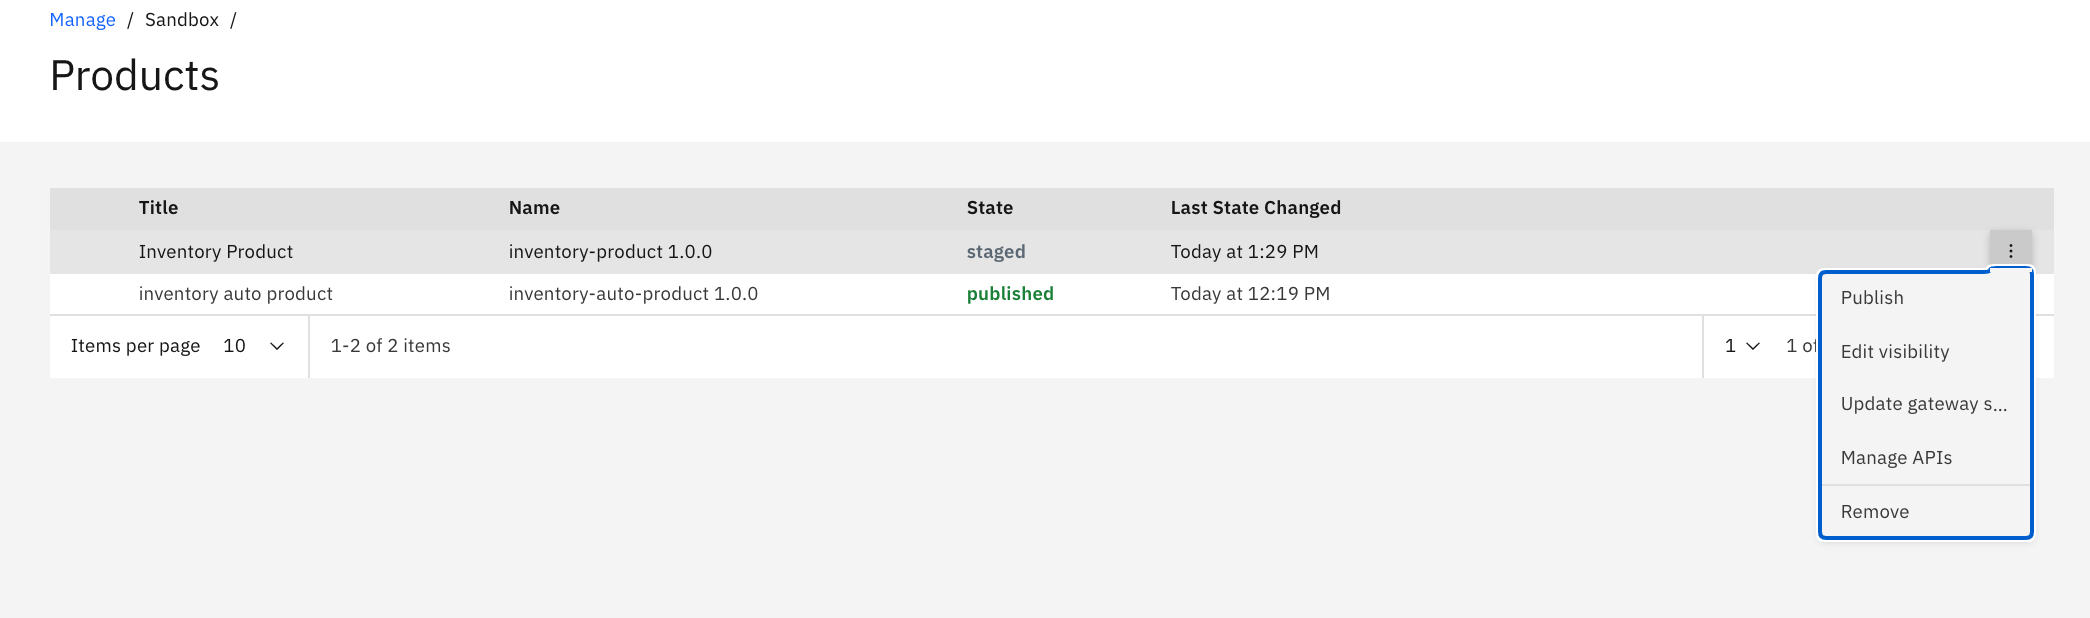 Manage / Sandbox /
Products
Title Name State Last State Changed
Inventory Product inventory-product 1.0.0 staged Today at 1:29 PM
inventory auto product inventory-auto-product 1.0.0 published Today at 12:19 PM
Items per page 10 1-2 of 2 items 1 1 of
Publish
Edit visibility
Update gateway s...
Manage APIs
Remove